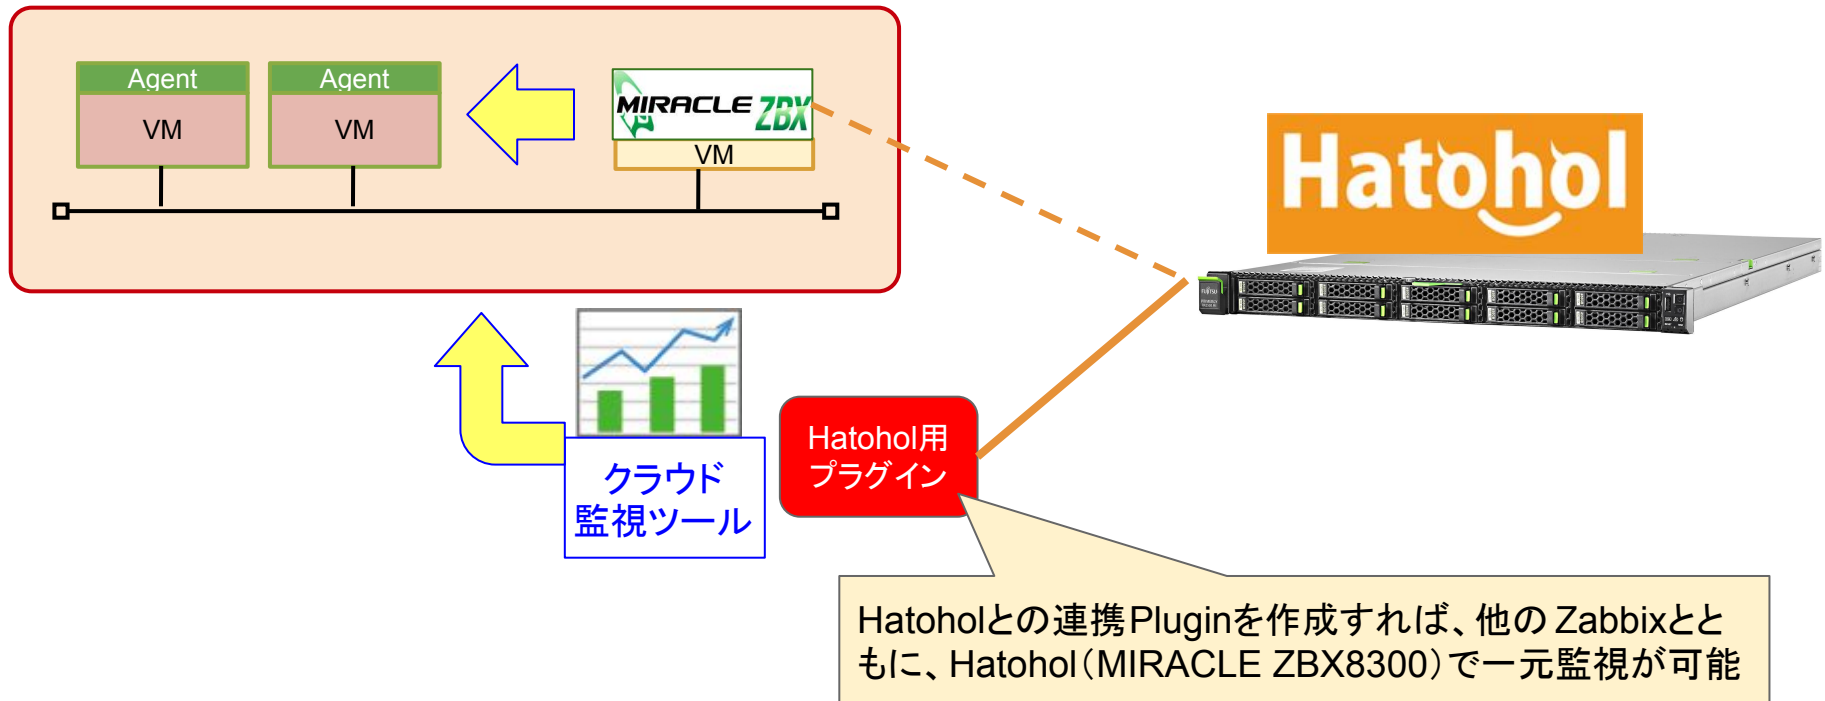 Agent
Agent
VM
VM
MIRACLE ZBX
VM
Hatohol
FUJITSU
クラウド
監視ツール
Hatohol用
プラグイン
Hatoholとの連携Pluginを作成すれば、他の Zabbixとと
もに、Hatohol（MIRACLE ZBX8300）で一元監視が可能